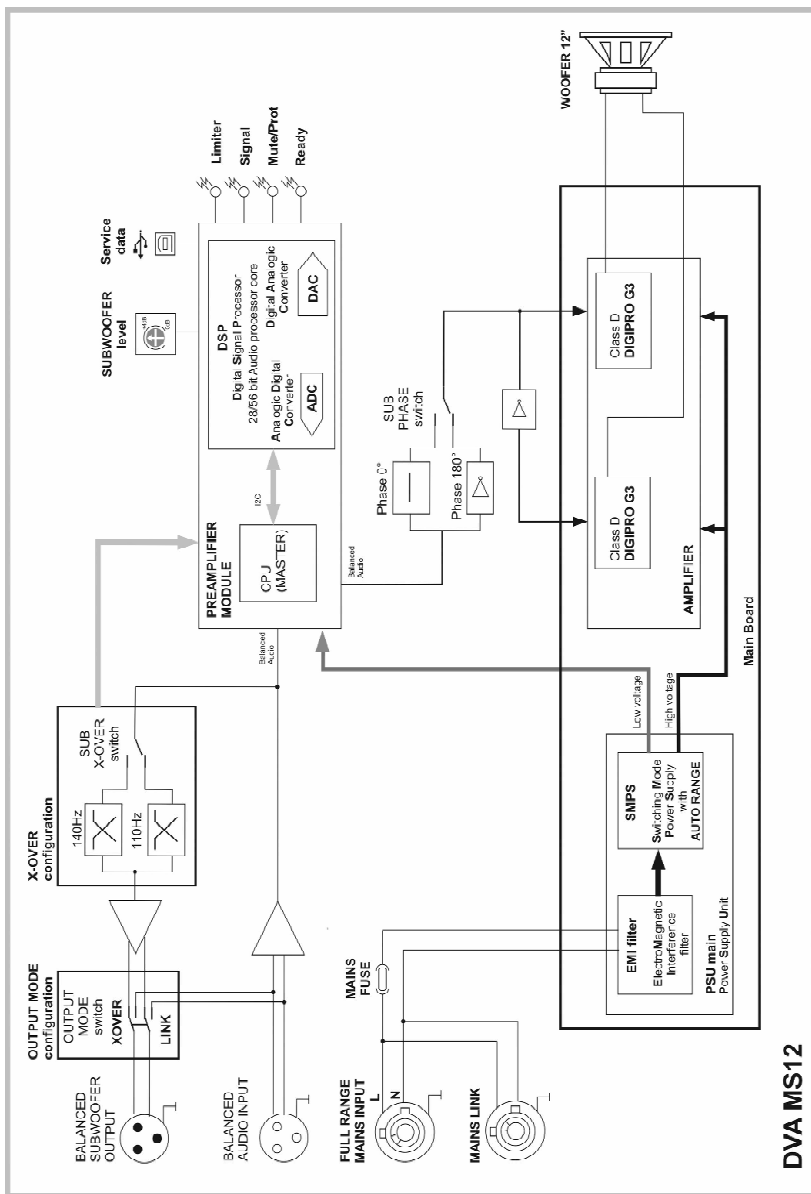 BALANCED
SUBWOOFER
OUTPUT
OUTPUT MODE
configuration
OUTPUT
MODE
switch
XOVER
LINK
X-OVER
configuration
140Hz
110Hz
SUB
X-OVER
switch
BALANCED
AUDIO INPUT
Balanced
Audio
PREAMPLIFIER
MODULE
CPU
(MASTER)
I2C
DSP
Digital Signal Processor
28/56 bit Audio processor core
Analogic Digital
Converter
ADC
Digital Analogic
Converter
DAC
SUBWOOFER
level
Service
data
Limiter
Signal
Mute/Prot
Ready
Balanced
Audio
Phase 0°
Phase 180°
SUB
PHASE
switch
FULL RANGE
MAINS INPUT
L
N
MAINS
FUSE
MAINS LINK
EMI filter
ElectroMagnetic
Interference
filter
PSU main
Power Supply Unit
SMPS
Switching Mode
Power Supply
with
AUTO RANGE
Low voltage
High voltage
Main Board
AMPLIFIER
Class D
DIGIPRO G3
Class D
DIGIPRO G3
WOOFER 12"
DVA MS12